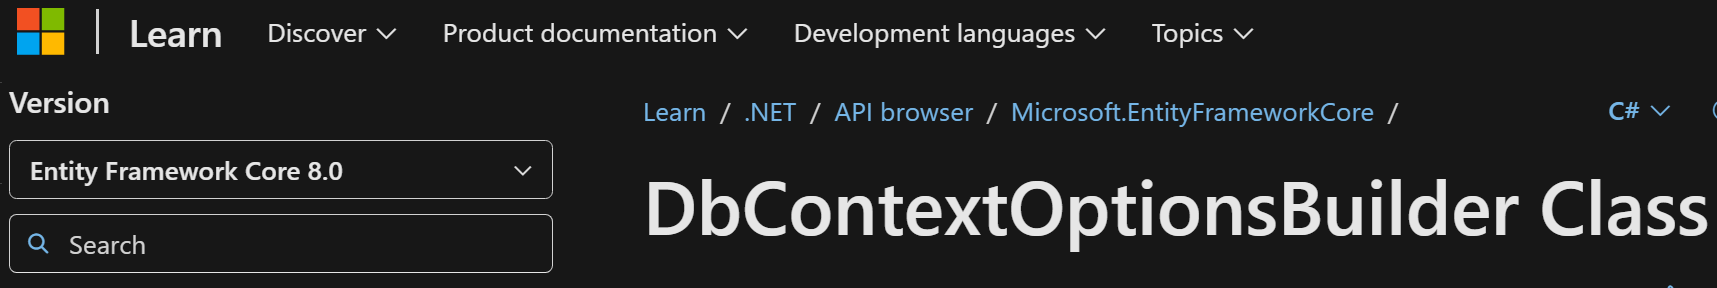 Learn Discover Product documentation Development languages Topics
Version
Learn / .NET / API browser / Microsoft.EntityFrameworkCore /
C#
Entity Framework Core 8.0
DbContextOptionsBuilder Class
Search